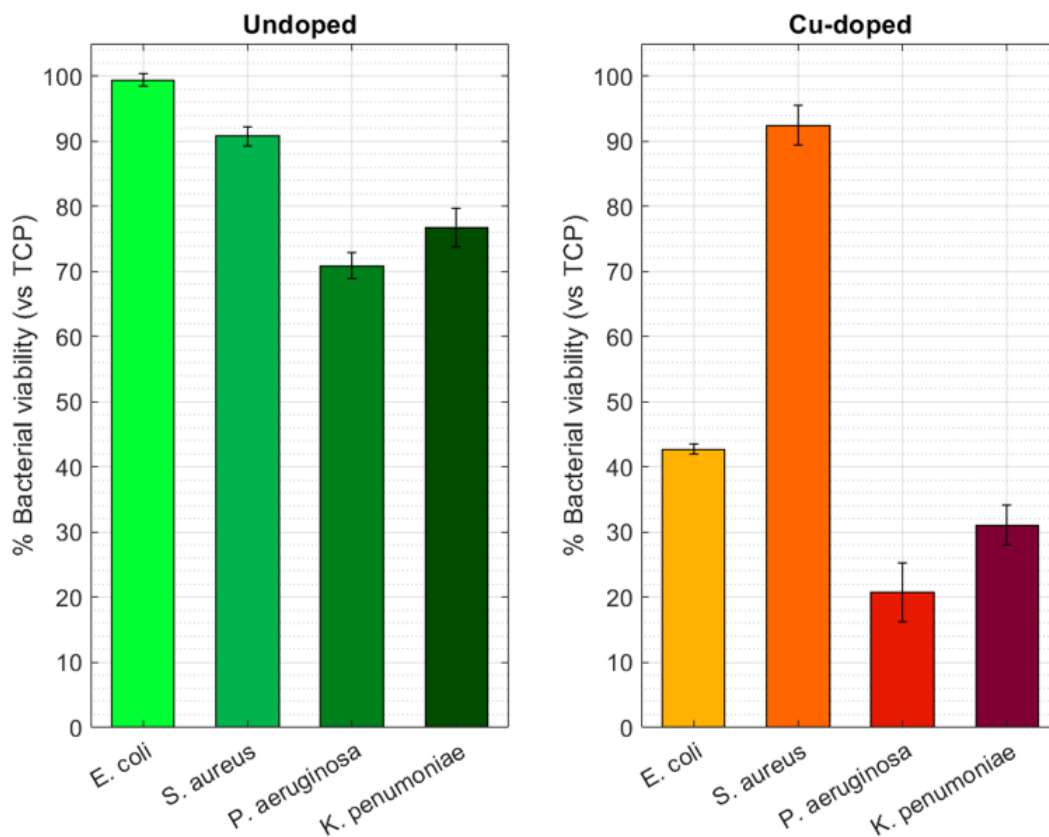 Undoped
% Bacterial viability (vs TCP)
100
90
80
70
60
50
40
30
20
10
0
E. coli
S. aureus
P. aeruginosa
K. penumoniae
Cu-doped
% Bacterial viability (vs TCP)
100
90
80
70
60
50
40
30
20
10
0
E. coli
S. aureus
P. aeruginosa
K. penumoniae